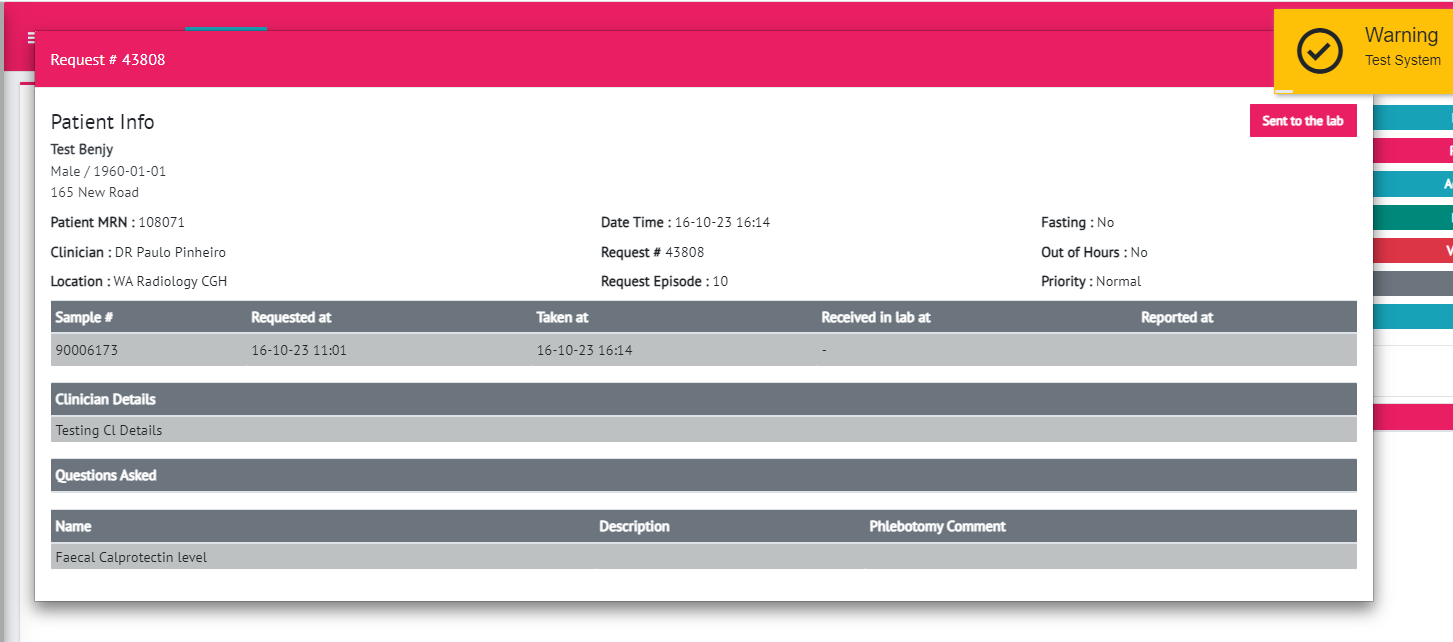 Warning
Test System
Request # 43808
Patient Info
Sent to the lab
Test Benjy
Male / 1960-01-01
165 New Road
Patient MRN : 108071 Date Time : 16-10-23 16:14 Fasting : No
Clinician : DR Paulo Pinheiro Request # 43808 Out of Hours : No
Location : WA Radiology CGH Request Episode : 10 Priority : Normal
Sample # Requested at Taken at Received in lab at Reported at
90006173 16-10-23 11:01 16-10-23 16:14 -
Clinician Details
Testing Cl Details
Questions Asked
Name Description Phlebotomy Comment
Faecal Calprotectin level